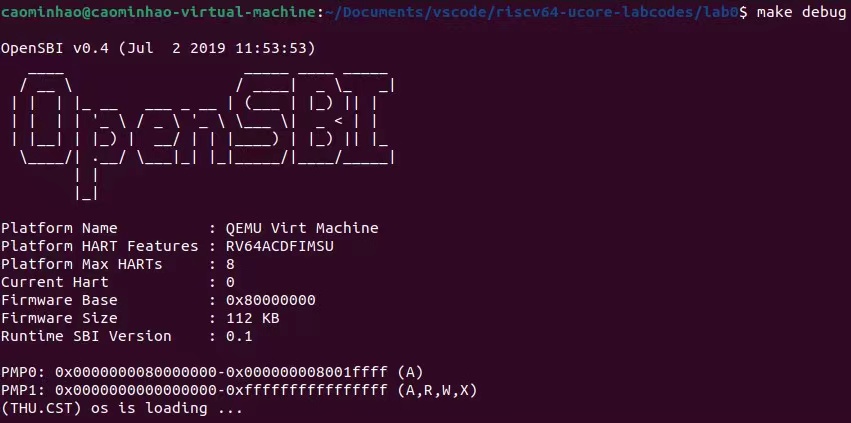 caominhao@caominhao-virtual-machine:~/Documents/vscode/riscv64-ucore-labcodes/lab0$ make debug
OpenSBI v0.4 (Jul  2 2019 11:53:53)
OpenSBI
Platform Name          : QEMU Virt Machine
Platform HART Features : RV64ACDFIMSU
Platform Max HARTs     : 8
Current Hart           : 0
Firmware Base          : 0x80000000
Firmware Size          : 112 KB
Runtime SBI Version    : 0.1
PMP0: 0x0000000080000000-0x000000008001ffff (A)
PMP1: 0x0000000000000000-0xffffffffffffffff (A,R,W,X)
(THU.CST) os is loading ...